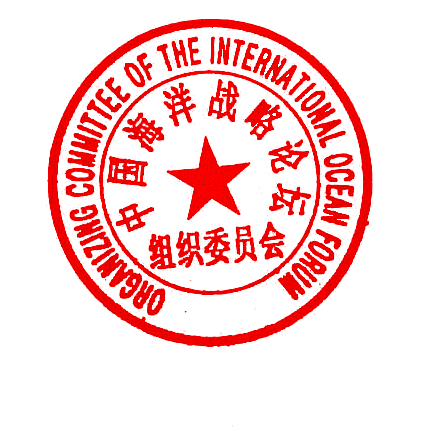 ORGANIZING COMMITTEE OF THE INTERNATIONAL OCEAN FORUM
中国海洋战略论坛
组织委员会